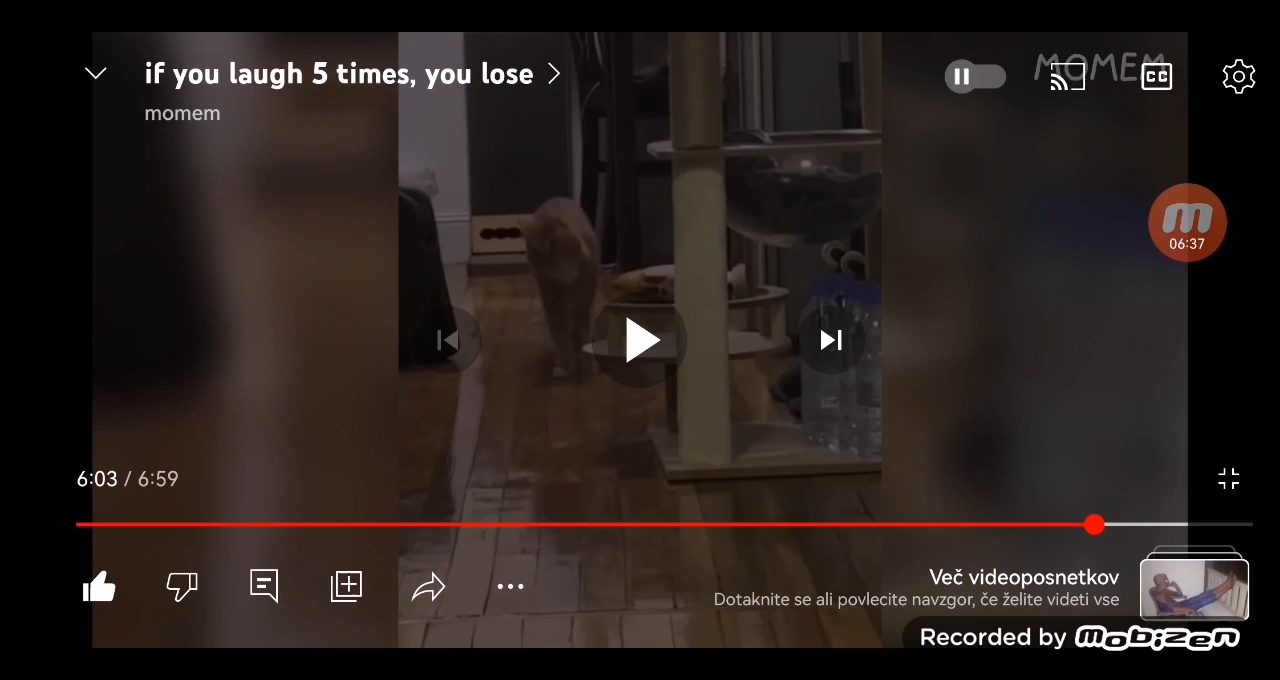 if you laugh 5 times, you lose
momem
MOMEM
CC
06:37
6:03 / 6:59
Več videoposnetkov
Dotaknite se ali povlecite navzgor, če želite videti vse
Recorded by mobizen